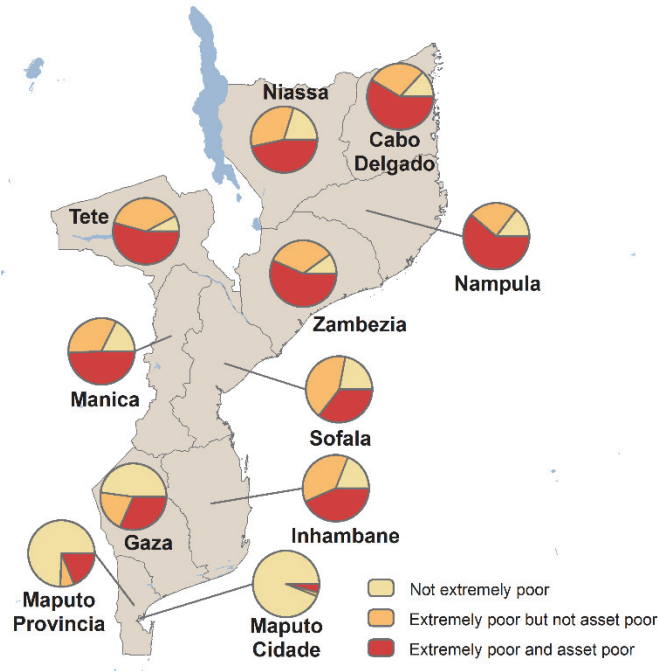 Niassa
Cabo
Delgado
Tete
Nampula
Zambezia
Manica
Sofala
Inhambane
Gaza
Maputo
Provincia
Maputo
Cidade
Not extremely poor
Extremely poor but not asset poor
Extremely poor and asset poor